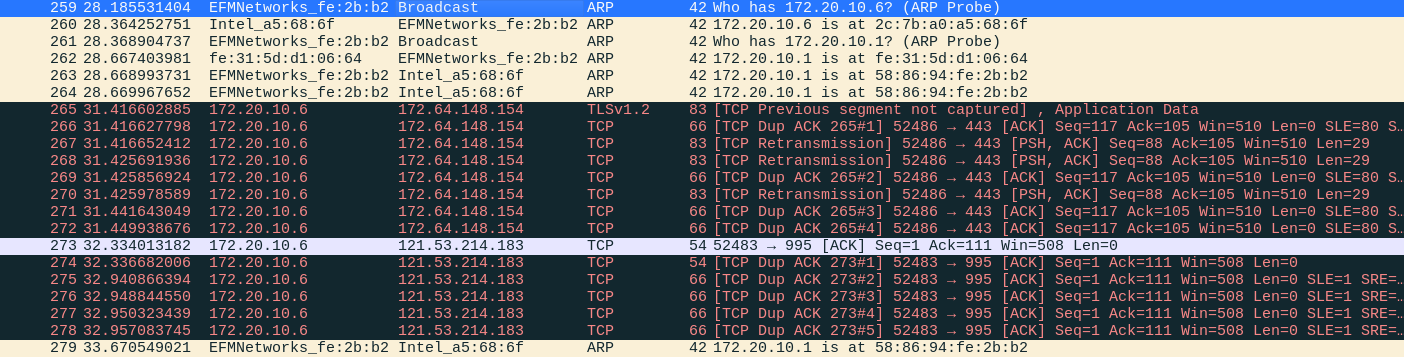 259 28.185531404 EFMNetworks_fe:2b:b2 Broadcast ARP 42 Who has 172.20.10.6? (ARP Probe)
260 28.364252751 Intel_a5:68:6f EFMNetworks_fe:2b:b2 ARP 42 172.20.10.6 is at 2c:7b:a0:a5:68:6f
261 28.368904737 EFMNetworks_fe:2b:b2 Broadcast ARP 42 Who has 172.20.10.1? (ARP Probe)
262 28.667403981 fe:31:5d:d1:06:64 EFMNetworks_fe:2b:b2 ARP 42 172.20.10.1 is at fe:31:5d:d1:06:64
263 28.668993731 EFMNetworks_fe:2b:b2 Intel_a5:68:6f ARP 42 172.20.10.1 is at 58:86:94:fe:2b:b2
264 28.669967652 EFMNetworks_fe:2b:b2 Intel_a5:68:6f ARP 42 172.20.10.1 is at 58:86:94:fe:2b:b2
265 31.416602885 172.20.10.6 172.64.148.154 TLSv1.2 83 [TCP Previous segment not captured] , Application Data
266 31.416627798 172.20.10.6 172.64.148.154 TCP 66 [TCP Dup ACK 265#1] 52486 → 443 [ACK] Seq=117 Ack=105 Win=510 Len=0 SLE=80 S…
267 31.416652412 172.20.10.6 172.64.148.154 TCP 83 [TCP Retransmission] 52486 → 443 [PSH, ACK] Seq=88 Ack=105 Win=510 Len=29
268 31.425691936 172.20.10.6 172.64.148.154 TCP 83 [TCP Retransmission] 52486 → 443 [PSH, ACK] Seq=88 Ack=105 Win=510 Len=29
269 31.425856924 172.20.10.6 172.64.148.154 TCP 66 [TCP Dup ACK 265#2] 52486 → 443 [ACK] Seq=117 Ack=105 Win=510 Len=0 SLE=80 S…
270 31.425978589 172.20.10.6 172.64.148.154 TCP 83 [TCP Retransmission] 52486 → 443 [PSH, ACK] Seq=88 Ack=105 Win=510 Len=29
271 31.441643049 172.20.10.6 172.64.148.154 TCP 66 [TCP Dup ACK 265#3] 52486 → 443 [ACK] Seq=117 Ack=105 Win=510 Len=0 SLE=80 S…
272 31.449938676 172.20.10.6 172.64.148.154 TCP 66 [TCP Dup ACK 265#4] 52486 → 443 [ACK] Seq=117 Ack=105 Win=510 Len=0 SLE=80 S…
273 32.334013182 172.20.10.6 121.53.214.183 TCP 54 52483 → 995 [ACK] Seq=1 Ack=111 Win=508 Len=0
274 32.336682006 172.20.10.6 121.53.214.183 TCP 54 [TCP Dup ACK 273#1] 52483 → 995 [ACK] Seq=1 Ack=111 Win=508 Len=0
275 32.940866394 172.20.10.6 121.53.214.183 TCP 66 [TCP Dup ACK 273#2] 52483 → 995 [ACK] Seq=1 Ack=111 Win=508 Len=0 SLE=1 SRE=…
276 32.948844550 172.20.10.6 121.53.214.183 TCP 66 [TCP Dup ACK 273#3] 52483 → 995 [ACK] Seq=1 Ack=111 Win=508 Len=0 SLE=1 SRE=…
277 32.950323439 172.20.10.6 121.53.214.183 TCP 66 [TCP Dup ACK 273#4] 52483 → 995 [ACK] Seq=1 Ack=111 Win=508 Len=0 SLE=1 SRE=…
278 32.957083745 172.20.10.6 121.53.214.183 TCP 66 [TCP Dup ACK 273#5] 52483 → 995 [ACK] Seq=1 Ack=111 Win=508 Len=0 SLE=1 SRE=…
279 33.670549021 EFMNetworks_fe:2b:b2 Intel_a5:68:6f ARP 42 172.20.10.1 is at 58:86:94:fe:2b:b2